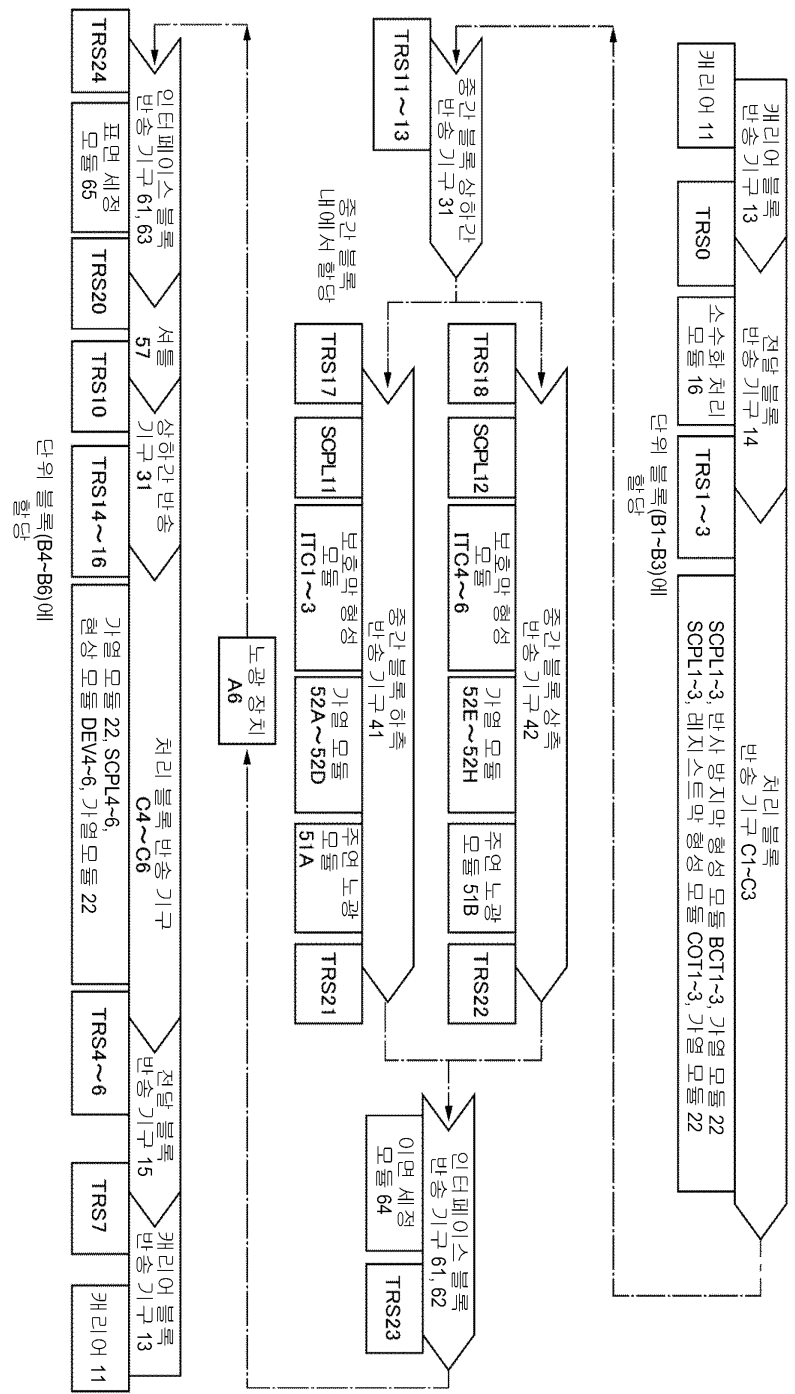 캐리어 블록
반송 기구 13
전달 블록
반송 기구 14
처리 블록
반송 기구 C1~C3
캐리어 11
TRS0
소수화 처리
모듈 16
TRS1~3
SCPL1~3, 반사 방지막 형성 모듈 BCT1~3, 가열 모듈 22
SCPL1~3, 레지스트막 형성 모듈 COT1~3, 가열 모듈 22
단위 블록(B1~B3)에
할당
중간 블록 상하간
반송 기구 31
TRS11~13
중간 블록
내에서 할당
중간 블록 상측
반송 기구 42
TRS18
SCPL12
보호막 형성
모듈
ITC4~6
가열 모듈
52E~52H
주연 노광
모듈 51B
TRS22
중간 블록 하측
반송 기구 41
TRS17
SCPL11
보호막 형성
모듈
ITC1~3
가열 모듈
52A~52D
주연 노광
모듈
51A
TRS21
인터페이스 블록
반송 기구 61, 62
이면 세정
모듈 64
TRS23
노광 장치
A6
인터페이스 블록
반송 기구 61, 63
셔틀
57
상하간 반송
기구 31
처리 블록 반송 기구
C4~C6
전달 블록
반송 기구 15
캐리어 블록
반송 기구 13
TRS24
표면 세정
모듈 65
TRS20
TRS10
TRS14~16
가열 모듈 22, SCPL4~6,
현상 모듈 DEV4~6, 가열모듈 22
TRS4~6
TRS7
캐리어 11
단위 블록(B4~B6)에
할당